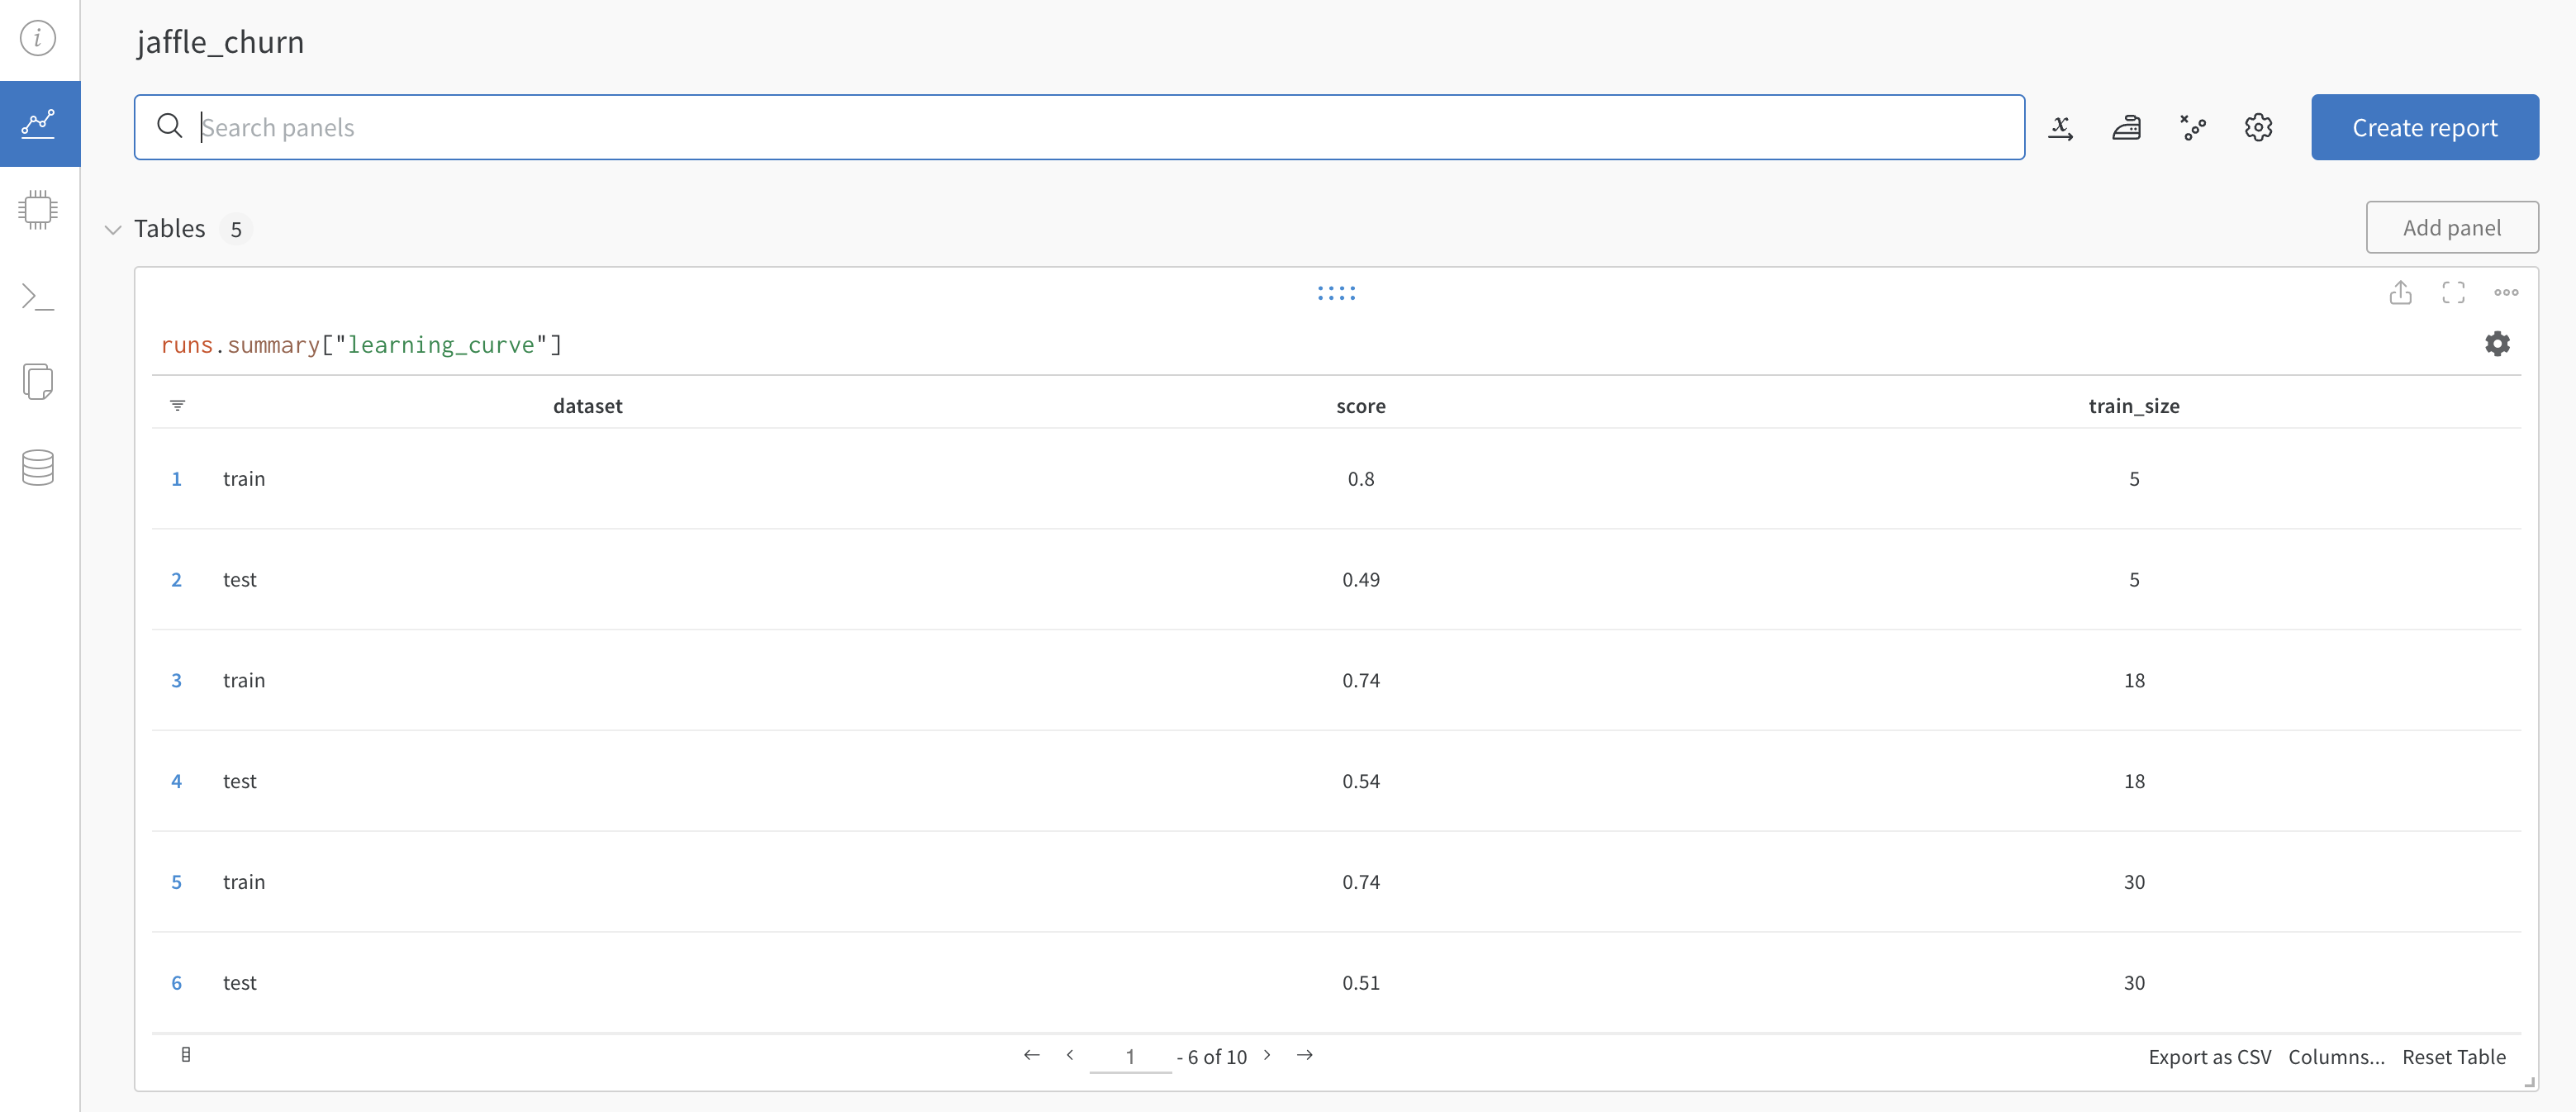 jaffle_churn
Search panels
Create report
Tables 5
Add panel
runs.summary["learning_curve"]
dataset score train_size
1 train 0.8 5
2 test 0.49 5
3 train 0.74 18
4 test 0.54 18
5 train 0.74 30
6 test 0.51 30
1 - 6 of 10
Export as CSV Columns... Reset Table